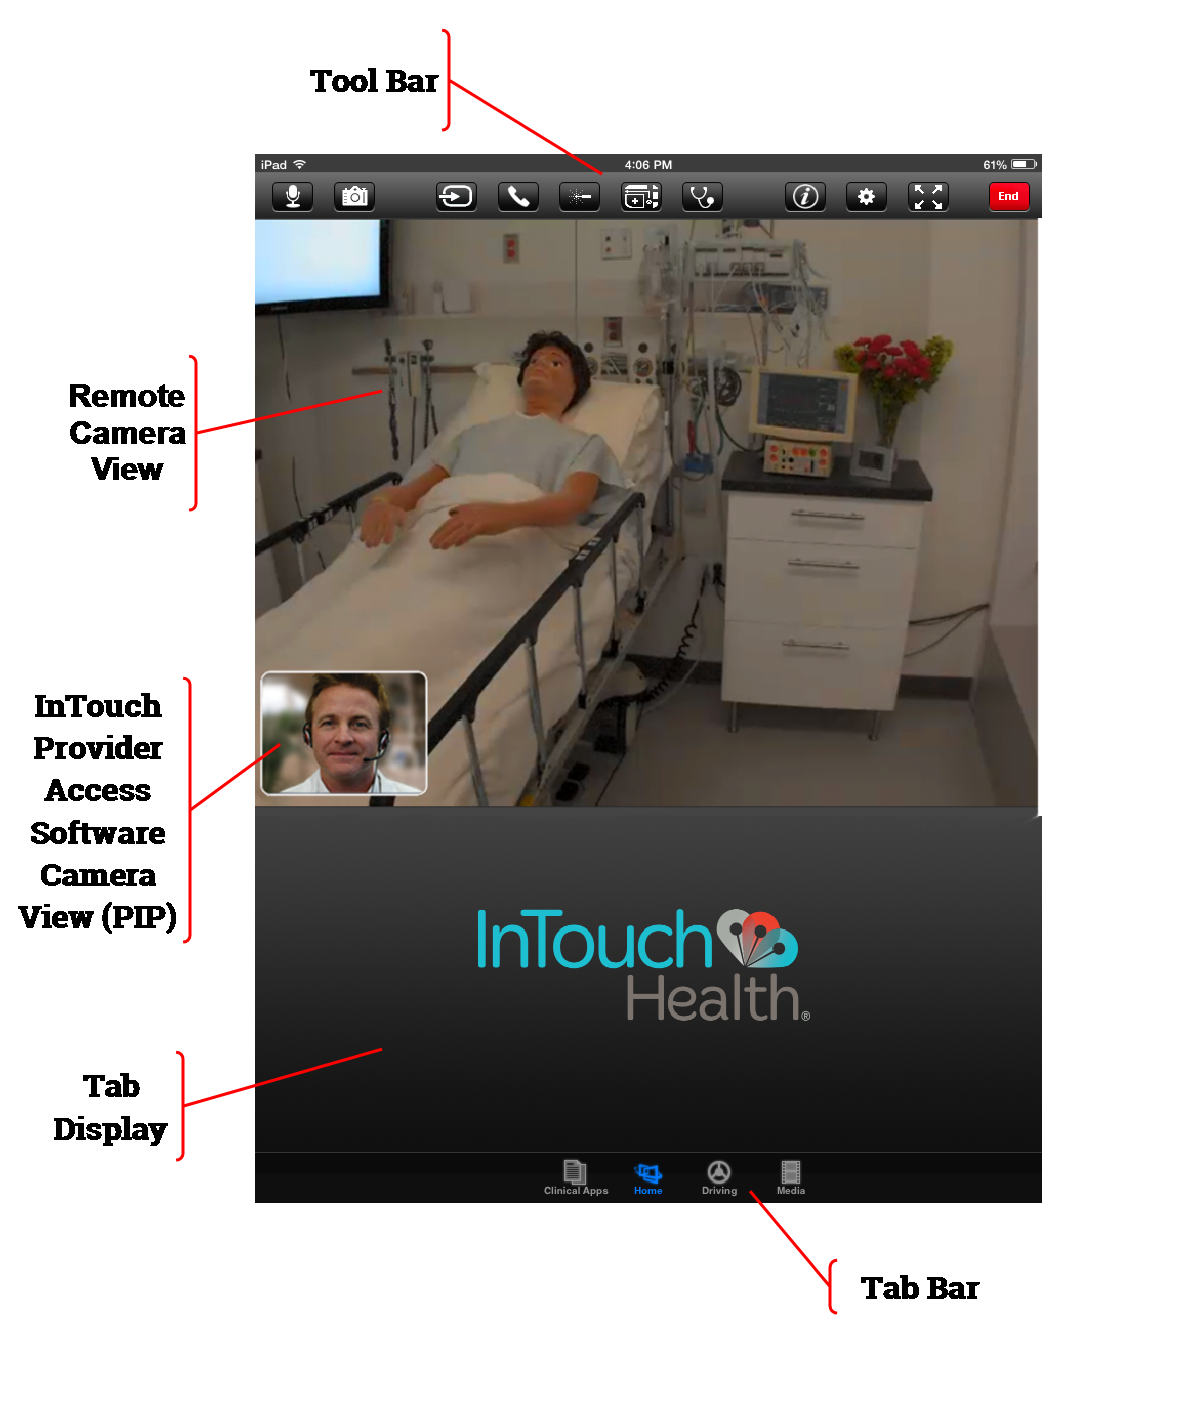 Tool Bar
iPad 4:06 PM 61%
End
Remote
Camera
View
InTouch
Provider
Access
Software
Camera
View (PIP)
InTouch
Health®
Tab
Display
Clinical Apps Home Driving Media
Tab Bar